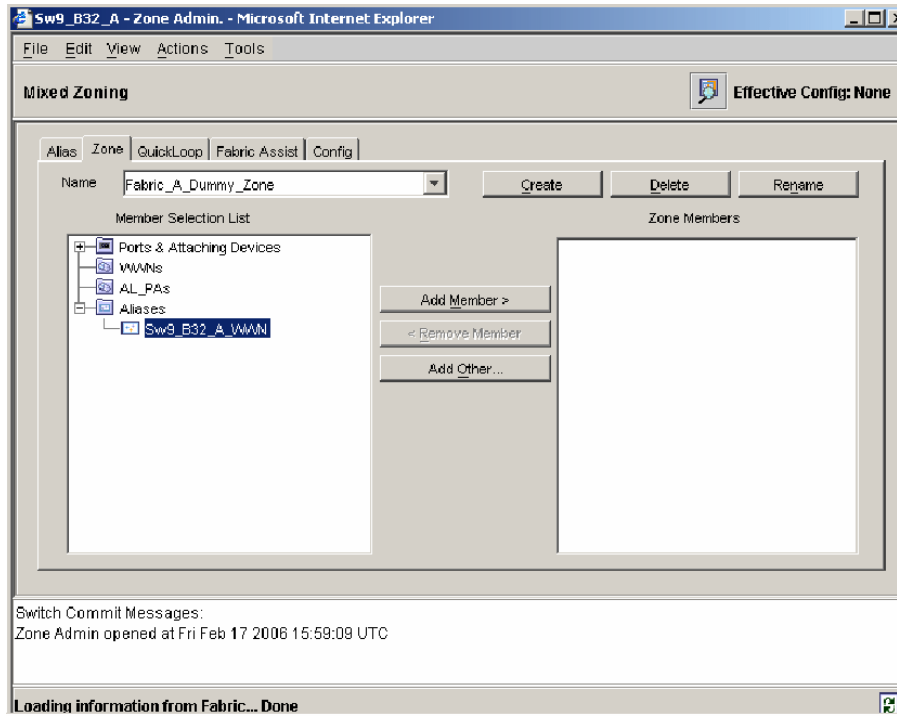 Sw9_B32_A - Zone Admin. - Microsoft Internet Explorer
File Edit View Actions Tools
Mixed Zoning
Effective Config: None
Alias Zone QuickLoop Fabric Assist Config
Name Fabric_A_Dummy_Zone Create Delete Rename
Member Selection List Zone Members
Ports & Attaching Devices
WWNs
AL_PAs
Aliases
Sw9_B32_A_WWN
Add Member >
< Remove Member
Add Other...
Switch Commit Messages:
Zone Admin opened at Fri Feb 17 2006 15:59:09 UTC
Loading information from Fabric... Done